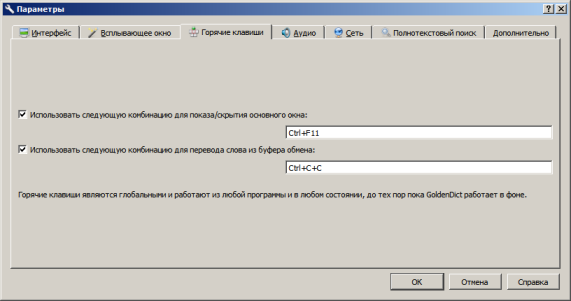 Параметры
Интерфейс Всплывающее окно Горячие клавиши Аудио Сеть Полнотекстовый поиск Дополнительно
Использовать следующую комбинацию для показа/скрытия основного окна:
Ctrl+F11
Использовать следующую комбинацию для перевода слова из буфера обмена:
Ctrl+C+C
Горячие клавиши являются глобальными и работают из любой программы и в любом состоянии, до тех пор пока GoldenDict работает в фоне.
OK Отмена Справка